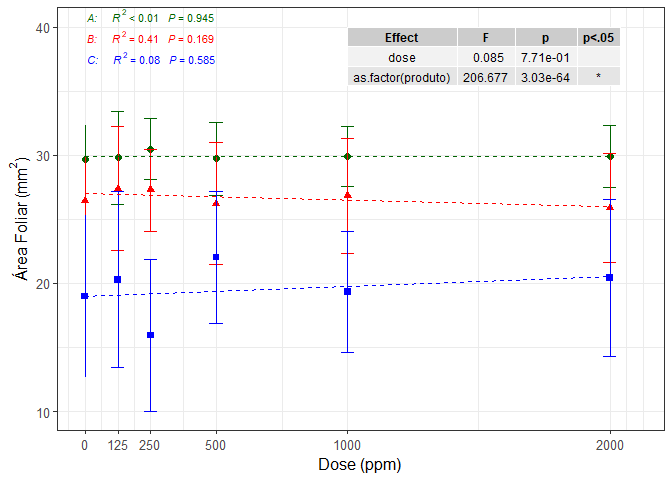 A: R² < 0.01 P = 0.945
B: R² = 0.41 P = 0.169
C: R² = 0.08 P = 0.585
Effect F p p<.05
dose 0.085 7.71e-01
as.factor(produto) 206.677 3.03e-64 *
Área Foliar (mm²)
40
30
20
10
0 125 250 500 1000 2000
Dose (ppm)